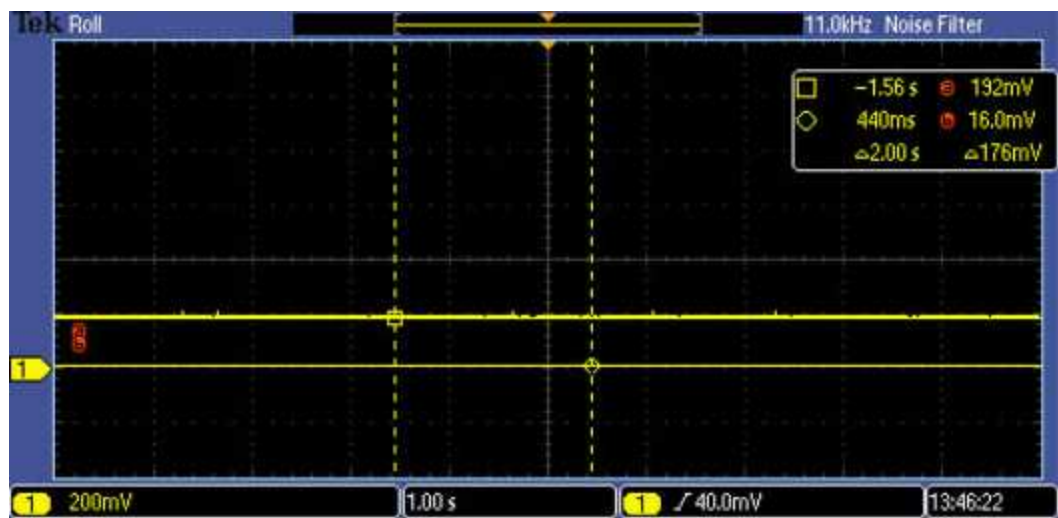 Tek Roll 11.0kHz Noise Filter
-1.56 s a 192mV
440ms b 16.0mV
△2.00 s △176mV
a
b
1
1 200mV 1.00 s 1 40.0mV 13:46:22